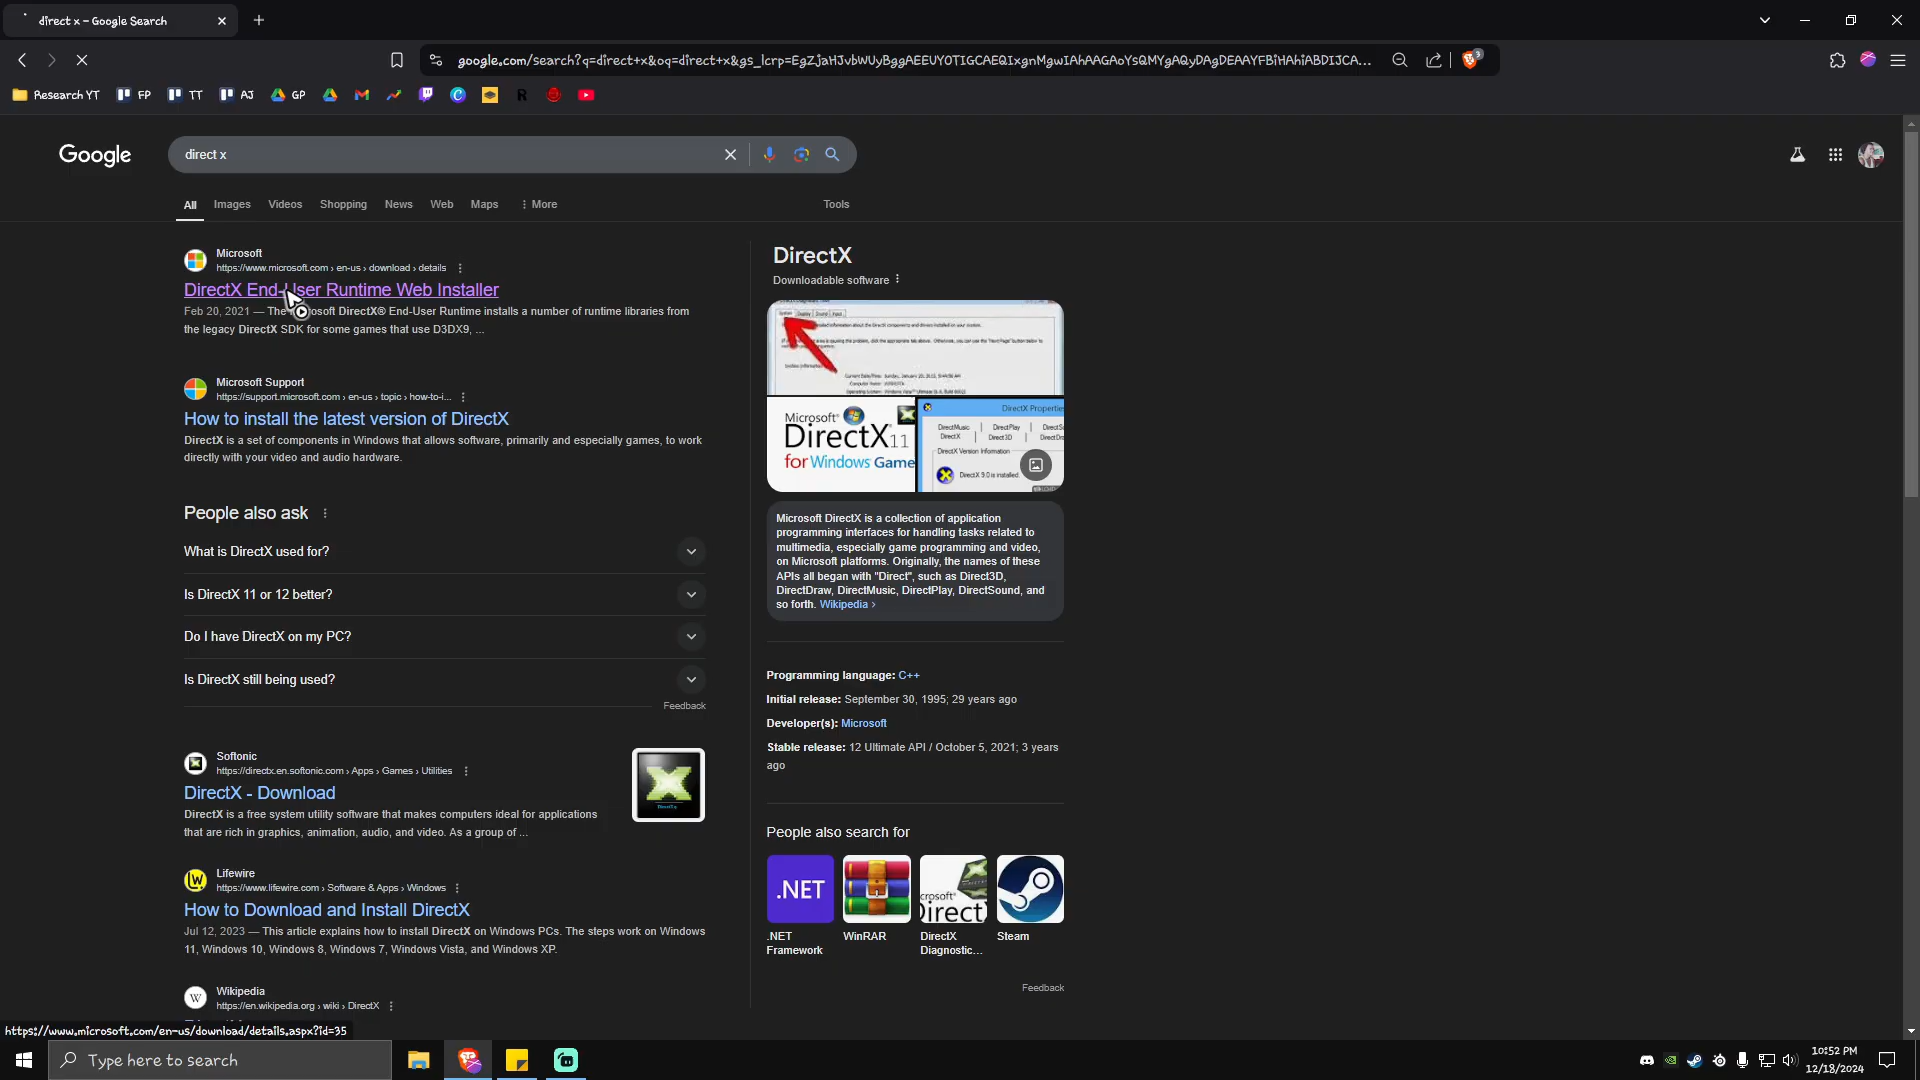 direct x - Google Search
google.com/search?q=direct+x&oq=direct+x&gs_lcrp=EgZjaHJvbWUyBggAEEUYOTIGCAEQIxgnMgwIAhAAGAoYsQMYgAQyDAgDEAAYFBiHAhiABDIJCA...
3
Research YT FP TT AJ GP
Google
direct x
All Images Videos Shopping News Web Maps More Tools
Microsoft
https://www.microsoft.com › en-us › download › details
DirectX End-User Runtime Web Installer
Feb 20, 2021 — The Microsoft DirectX® End-User Runtime installs a number of runtime libraries from
the legacy DirectX SDK for some games that use D3DX9, ...
Microsoft Support
https://support.microsoft.com › en-us › topic › how-to-i...
How to install the latest version of DirectX
DirectX is a set of components in Windows that allows software, primarily and especially games, to work
directly with your video and audio hardware.
People also ask
What is DirectX used for?
Is DirectX 11 or 12 better?
Do I have DirectX on my PC?
Is DirectX still being used?
Feedback
Softonic
https://directx.en.softonic.com › Apps › Games › Utilities
DirectX - Download
DirectX is a free system utility software that makes computers ideal for applications
that are rich in graphics, animation, audio, and video. As a group of ...
Lifewire
https://www.lifewire.com › Software & Apps › Windows
How to Download and Install DirectX
Jul 12, 2023 — This article explains how to install DirectX on Windows PCs. The steps work on Windows
11, Windows 10, Windows 8, Windows 7, Windows Vista, and Windows XP.
Wikipedia
https://en.wikipedia.org › wiki › DirectX
https://www.microsoft.com/en-us/download/details.aspx?id=35
DirectX
Downloadable software
Microsoft®
DirectX 11
for Windows Game
DirectX Properties
DirectMusic DirectPlay
DirectX Direct3D
DirectX Version Information
DirectX 9.0 is installed.
Microsoft DirectX is a collection of application
programming interfaces for handling tasks related to
multimedia, especially game programming and video,
on Microsoft platforms. Originally, the names of these
APIs all began with "Direct", such as Direct3D,
DirectDraw, DirectMusic, DirectPlay, DirectSound, and
so forth. Wikipedia ›
Programming language: C++
Initial release: September 30, 1995; 29 years ago
Developer(s): Microsoft
Stable release: 12 Ultimate API / October 5, 2021; 3 years
ago
People also search for
.NET
.NET
Framework
WinRAR
DirectX
Diagnostic...
Steam
Feedback
Type here to search
10:52 PM
12/18/2024